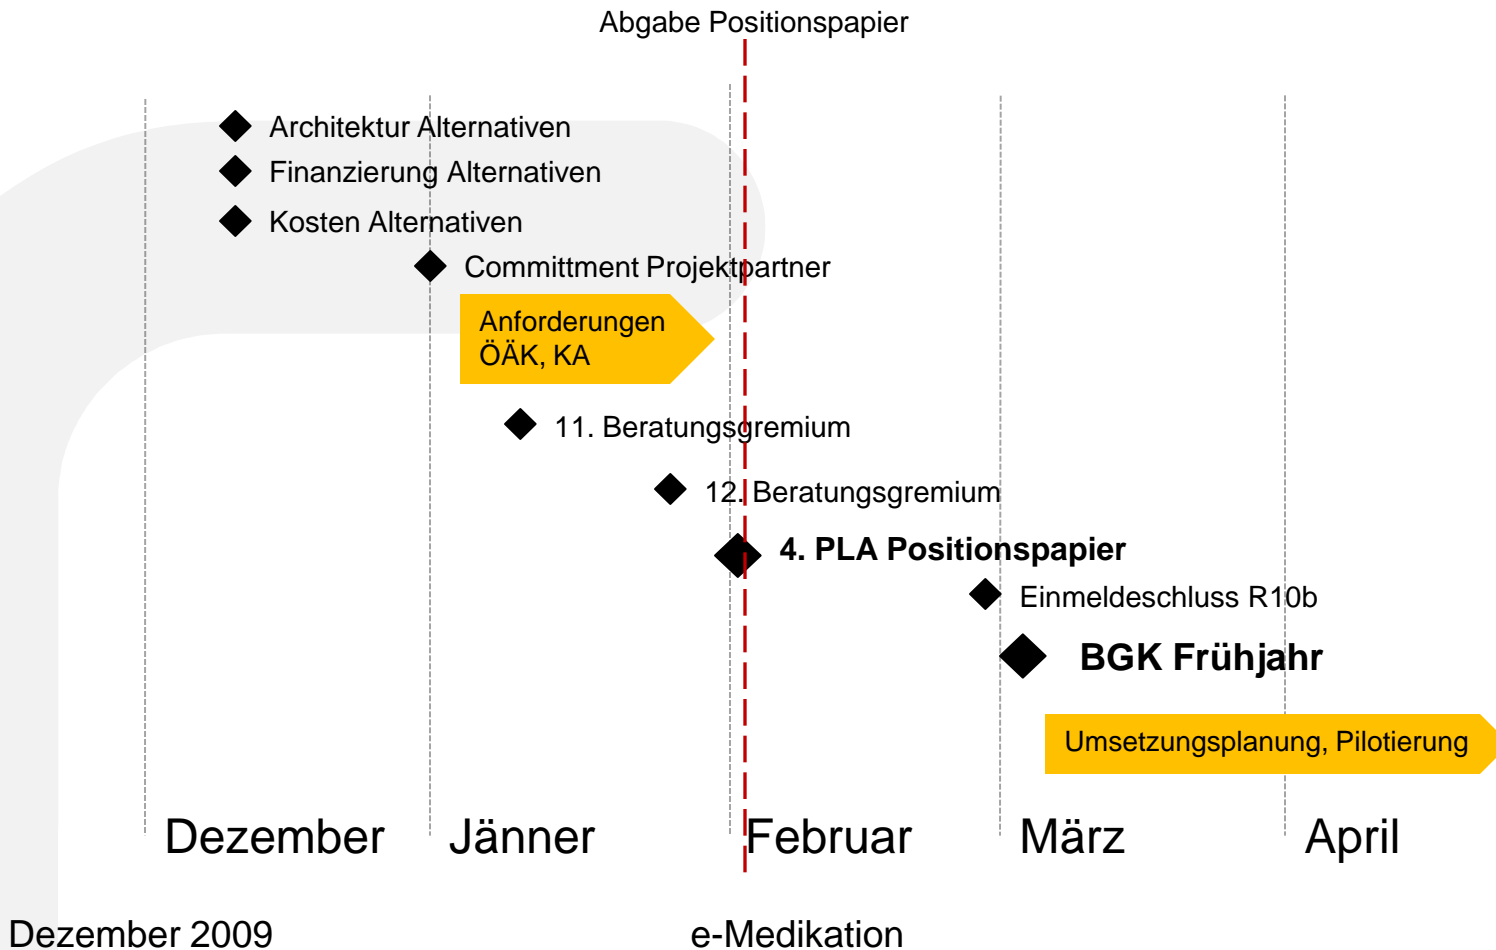 Abgabe Positionspapier
Architektur Alternativen
Finanzierung Alternativen
Kosten Alternativen
Committment Projektpartner
Anforderungen
ÖÄK, KA
11. Beratungsgremium
12. Beratungsgremium
4. PLA Positionspapier
Einmeldeschluss R10b
BGK Frühjahr
Umsetzungsplanung, Pilotierung
Dezember
Jänner
Februar
März
April
Dezember 2009
e-Medikation